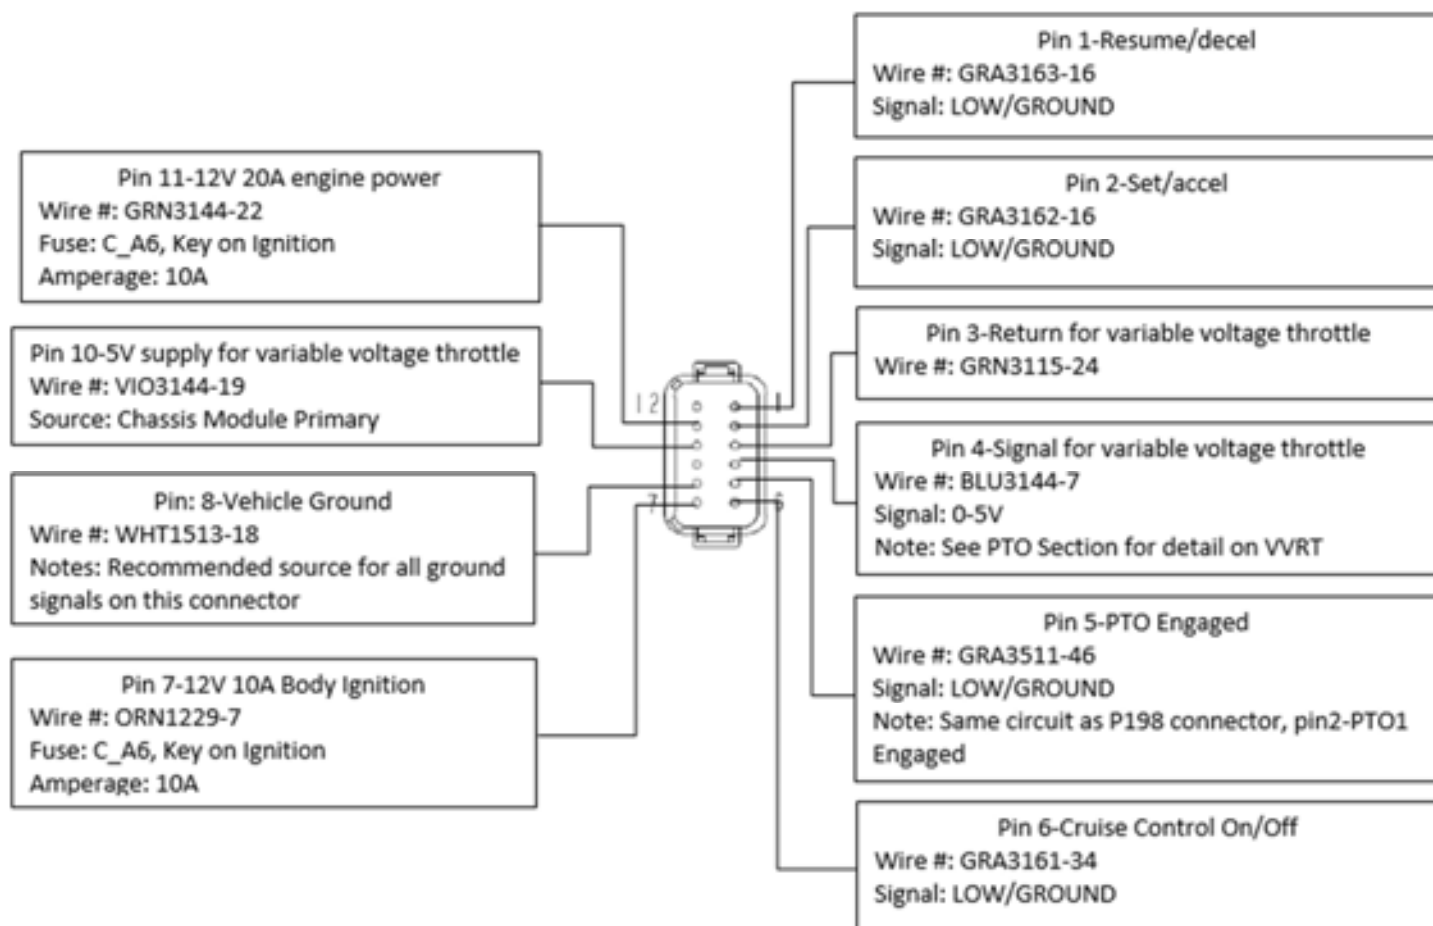 Pin 1-Resume/decel
Wire #: GRA3163-16
Signal: LOW/GROUND
Pin 11-12V 20A engine power
Wire #: GRN3144-22
Fuse: C_A6, Key on Ignition
Amperage: 10A
Pin 2-Set/accel
Wire #: GRA3162-16
Signal: LOW/GROUND
Pin 10-5V supply for variable voltage throttle
Wire #: VIO3144-19
Source: Chassis Module Primary
Pin 3-Return for variable voltage throttle
Wire #: GRN3115-24
12
1
7
6
Pin 4-Signal for variable voltage throttle
Wire #: BLU3144-7
Signal: 0-5V
Note: See PTO Section for detail on VVRT
Pin: 8-Vehicle Ground
Wire #: WHT1513-18
Notes: Recommended source for all ground
signals on this connector
Pin 5-PTO Engaged
Wire #: GRA3511-46
Signal: LOW/GROUND
Note: Same circuit as P198 connector, pin2-PTO1
Engaged
Pin 7-12V 10A Body Ignition
Wire #: ORN1229-7
Fuse: C_A6, Key on Ignition
Amperage: 10A
Pin 6-Cruise Control On/Off
Wire #: GRA3161-34
Signal: LOW/GROUND